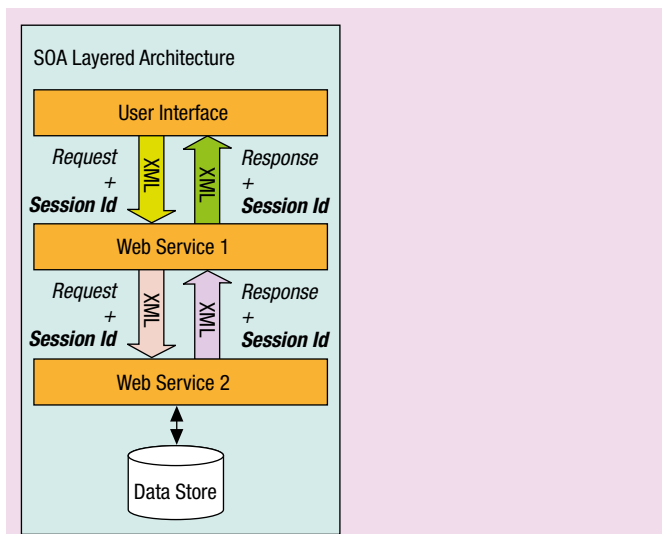 SOA Layered Architecture
User Interface
Request
+
Session Id
XML
XML
Response
+
Session Id
Web Service 1
Request
+
Session Id
XML
XML
Response
+
Session Id
Web Service 2
Data Store